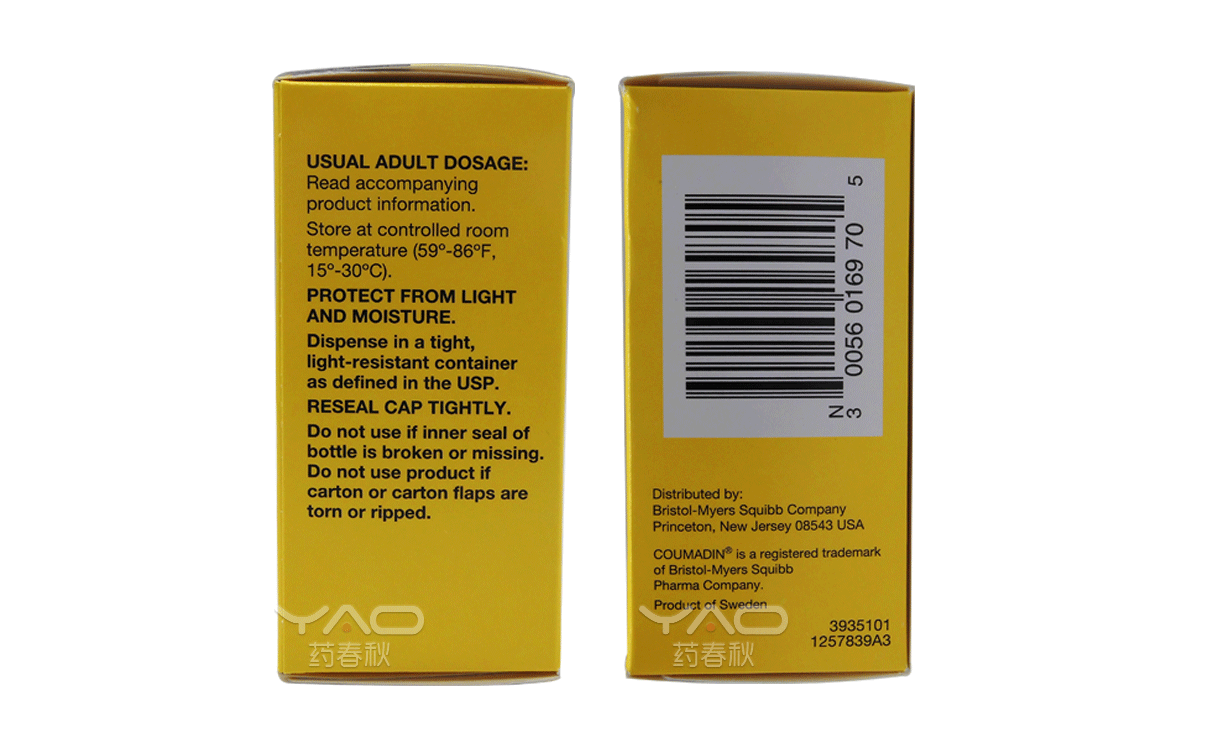 USUAL ADULT DOSAGE:
Read accompanying
product information.
Store at controlled room
temperature (59º-86ºF,
15º-30ºC).
PROTECT FROM LIGHT
AND MOISTURE.
Dispense in a tight,
light-resistant container
as defined in the USP.
RESEAL CAP TIGHTLY.
Do not use if inner seal of
bottle is broken or missing.
Do not use product if
carton or carton flaps are
torn or ripped.
YAO
药春秋
N
3 0056 0169 70 5
Distributed by:
Bristol-Myers Squibb Company
Princeton, New Jersey 08543 USA
COUMADIN® is a registered trademark
of Bristol-Myers Squibb
Pharma Company.
Product of Sweden
3935101
1257839A3
YAO
药春秋